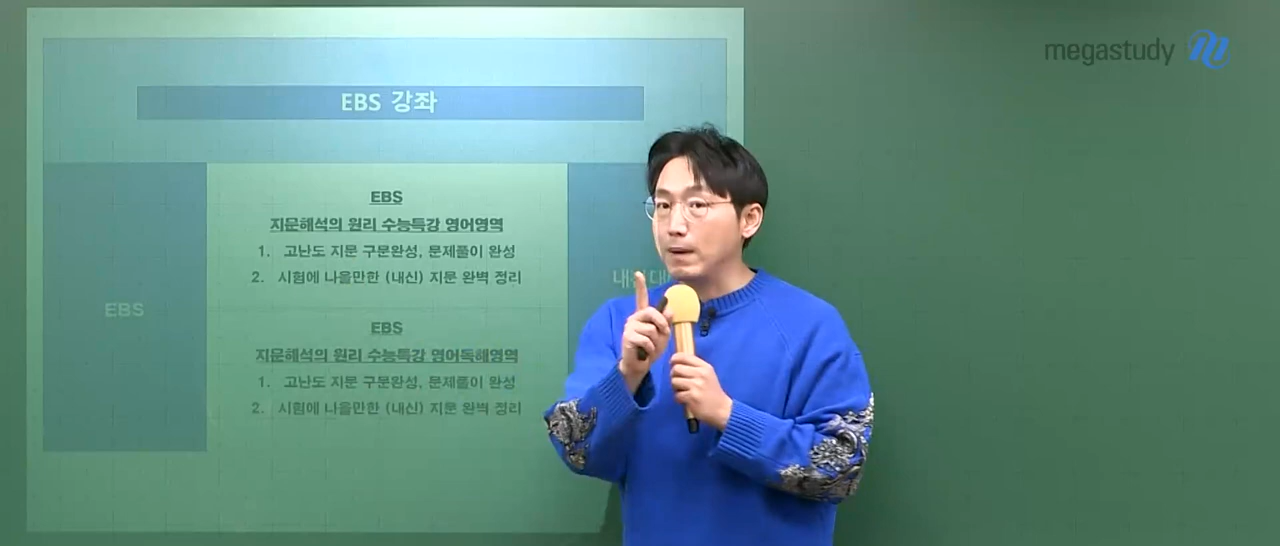 megastudy
EBS 강좌
EBS
EBS
지문해석의 원리 수능특강 영어영역
1. 고난도 지문 구문완성, 문제풀이 완성
2. 시험에 나올만한 (내신) 지문 완벽 정리
EBS
지문해석의 원리 수능특강 영어독해영역
1. 고난도 지문 구문완성, 문제풀이 완성
2. 시험에 나올만한 (내신) 지문 완벽 정리